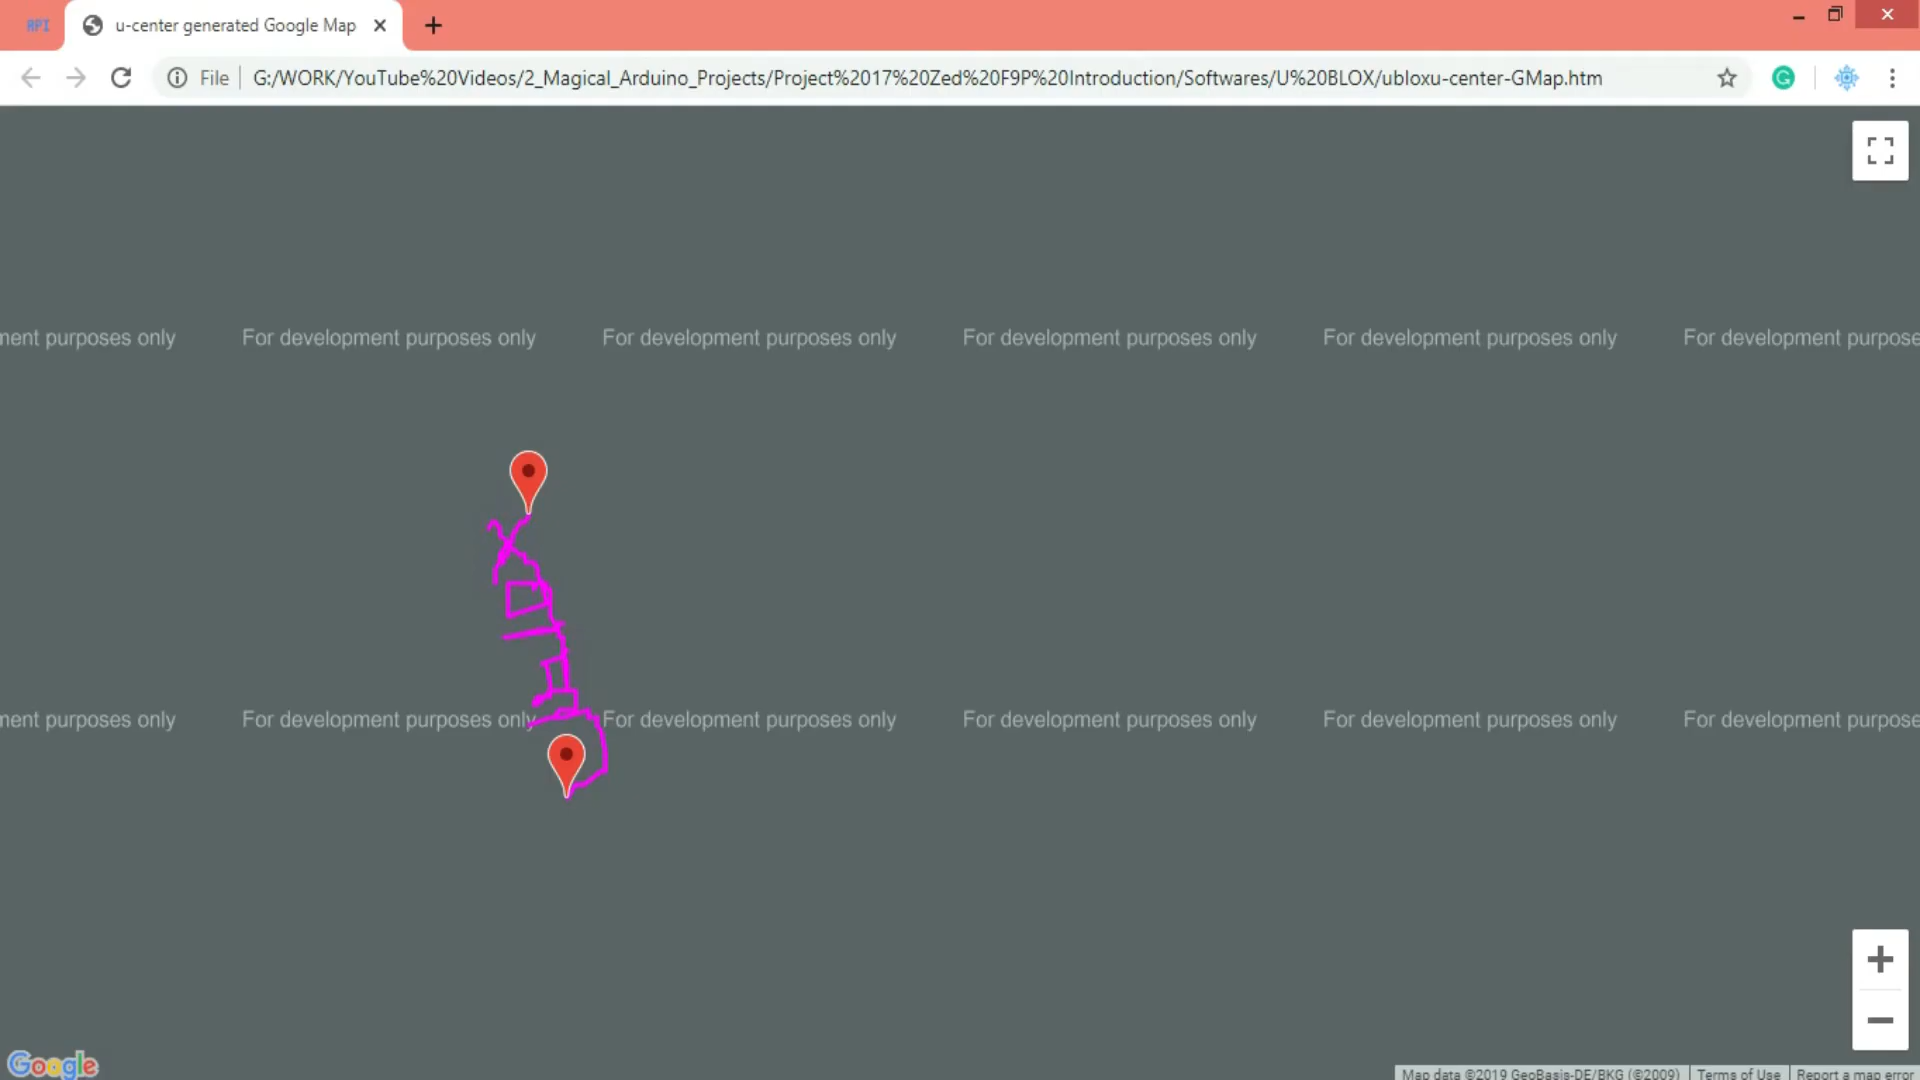 API
u-center generated Google Map
File
G:/WORK/YouTube%20Videos/2_Magical_Arduino_Projects/Project%2017%20Zed%20F9P%20Introduction/Softwares/U%20BLOX/ubloxu-center-GMap.htm
ment purposes only For development purposes only For development purposes only For development purposes only For development purposes only For development purpose
ment purposes only For development purposes only For development purposes only For development purposes only For development purposes only For development purpose
Google
Map data ©2019 GeoBasis-DE/BKG (©2009) Terms of Use Report a map error